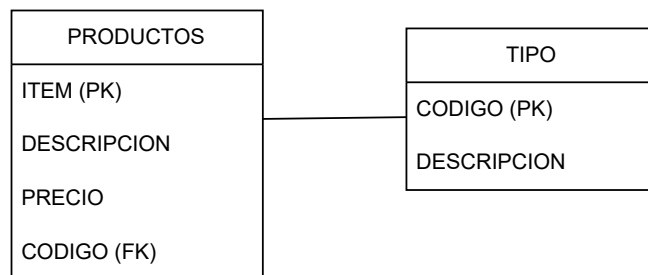 PRODUCTOS
ITEM (PK)
DESCRIPCION
PRECIO
CODIGO (FK)
TIPO
CODIGO (PK)
DESCRIPCION